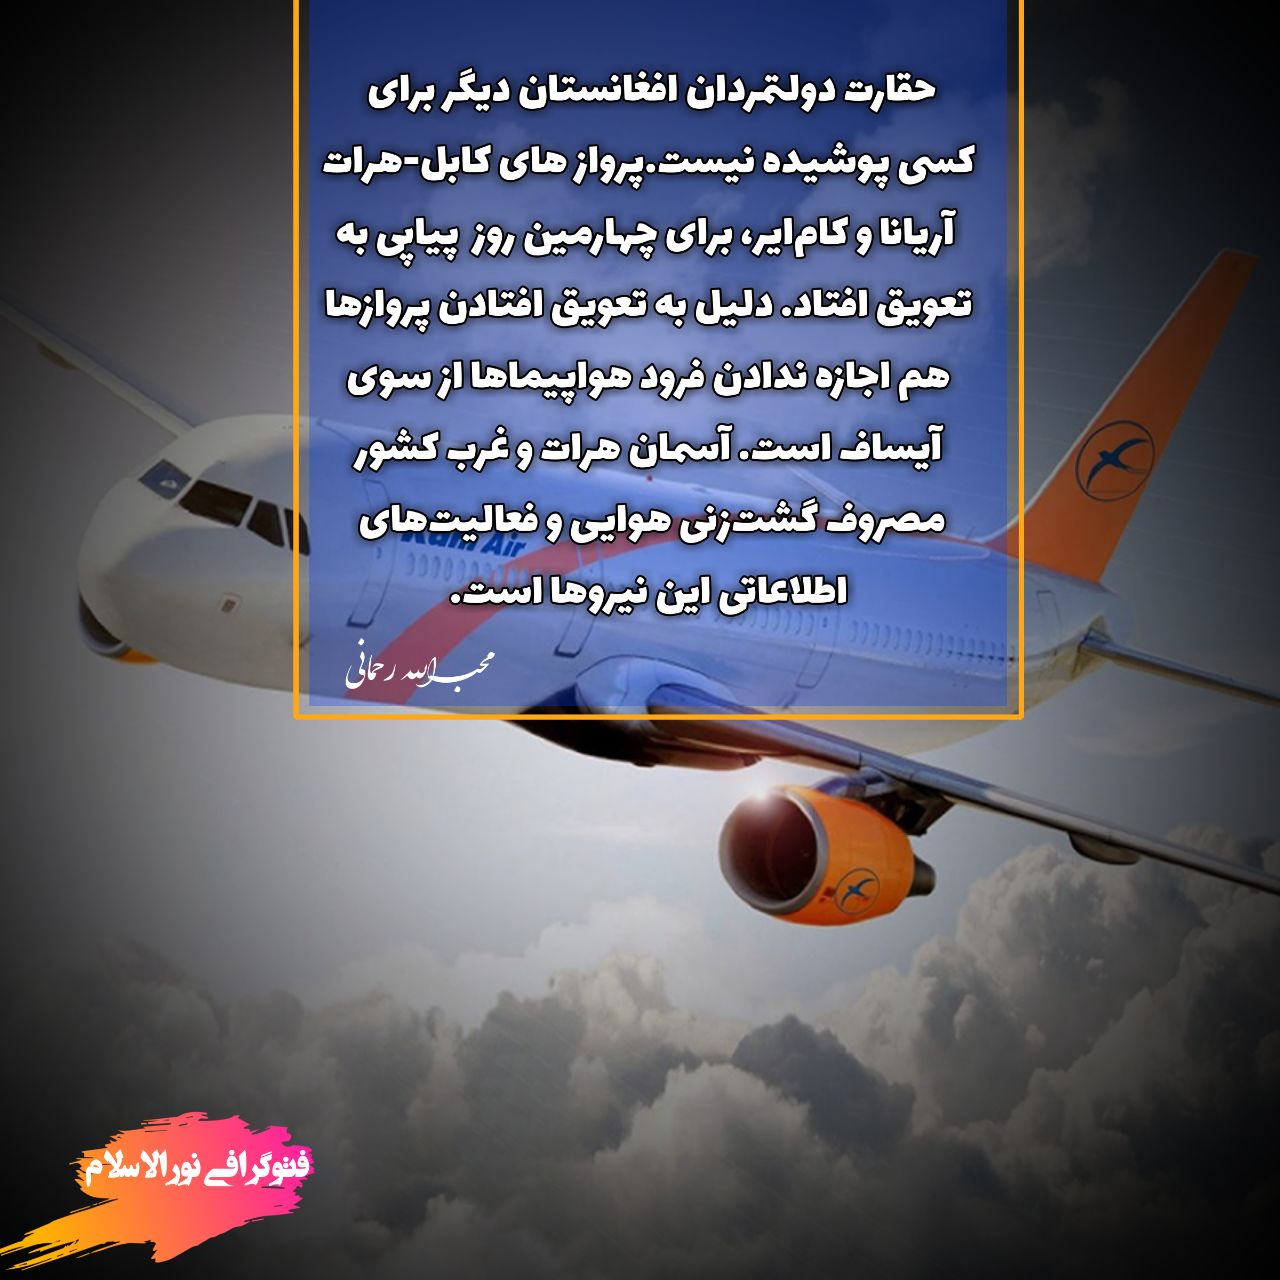 حقارت دولتمردان افغانستان دیگر برای
کسی پوشیده نیست.پرواز های کابل-هرات
آریانا و کام‌ایر، برای چهارمین روز پیاپی به
تعویق افتاد. دلیل به تعویق افتادن پروازها
هم اجازه ندادن فرود هواپیماها از سوی
آیساف است. آسمان هرات و غرب کشور
مصروف گشت‌زنی هوایی و فعالیت‌های
اطلاعاتی این نیروها است.
محب‌الله رحمانی
Kam Air
فتوگرافی نورالاسلام